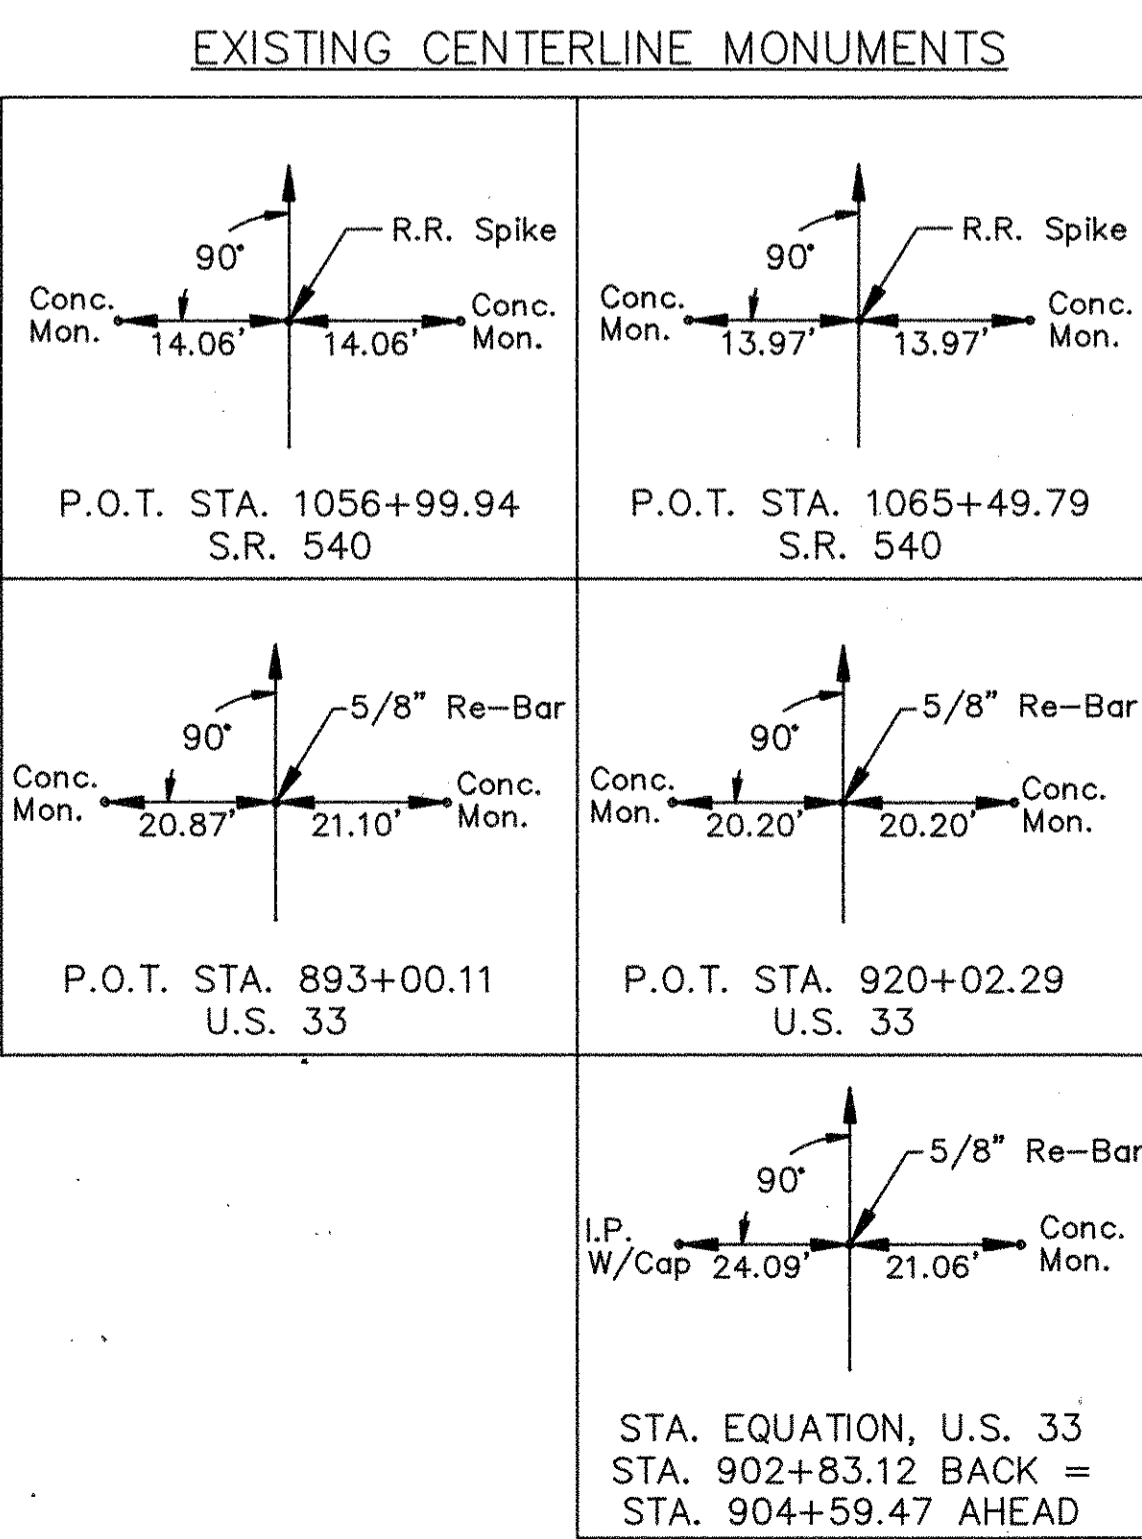 EXISTING CENTERLINE MONUMENTS
90°
R.R. Spike
Conc.
Mon.
14.06'
14.06'
Conc.
Mon.
P.O.T. STA. 1056+99.94
S.R. 540
90°
R.R. Spike
Conc.
Mon.
13.97'
13.97'
Conc.
Mon.
P.O.T. STA. 1065+49.79
S.R. 540
90°
5/8" Re-Bar
Conc.
Mon.
20.87'
21.10'
Conc.
Mon.
P.O.T. STA. 893+00.11
U.S. 33
90°
5/8" Re-Bar
Conc.
Mon.
20.20'
20.20'
Conc.
Mon.
P.O.T. STA. 920+02.29
U.S. 33
90°
5/8" Re-Bar
I.P.
W/Cap
24.09'
21.06'
Conc.
Mon.
STA. EQUATION, U.S. 33
STA. 902+83.12 BACK =
STA. 904+59.47 AHEAD